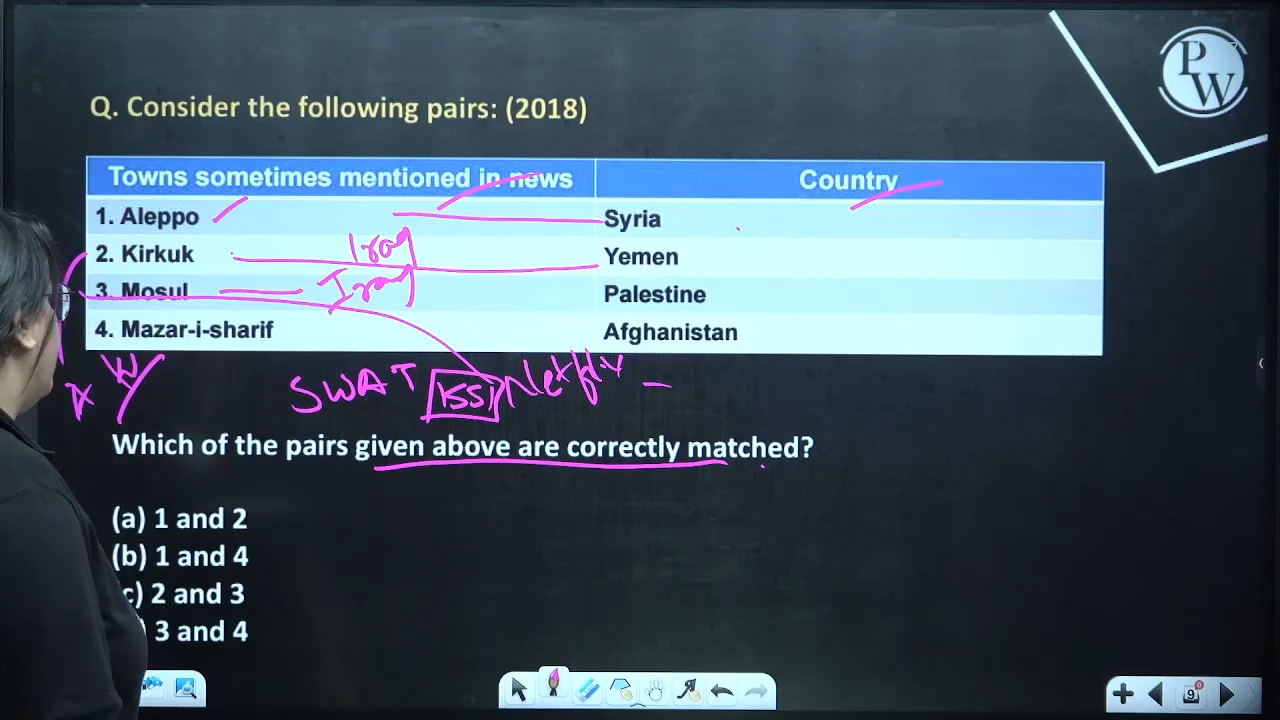 PW
Q. Consider the following pairs: (2018)
Towns sometimes mentioned in news Country
1. Aleppo Syria
Iraq
2. Kirkuk Yemen
3. Mosul Iraq Palestine
4. Mazar-i-sharif Afghanistan
SWAT Netflix
Which of the pairs given above are correctly matched?
(a) 1 and 2
(b) 1 and 4
c) 2 and 3
) 3 and 4
9